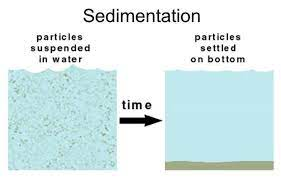 Sedimentation
particles
suspended
in water
time
particles
settled
on bottom